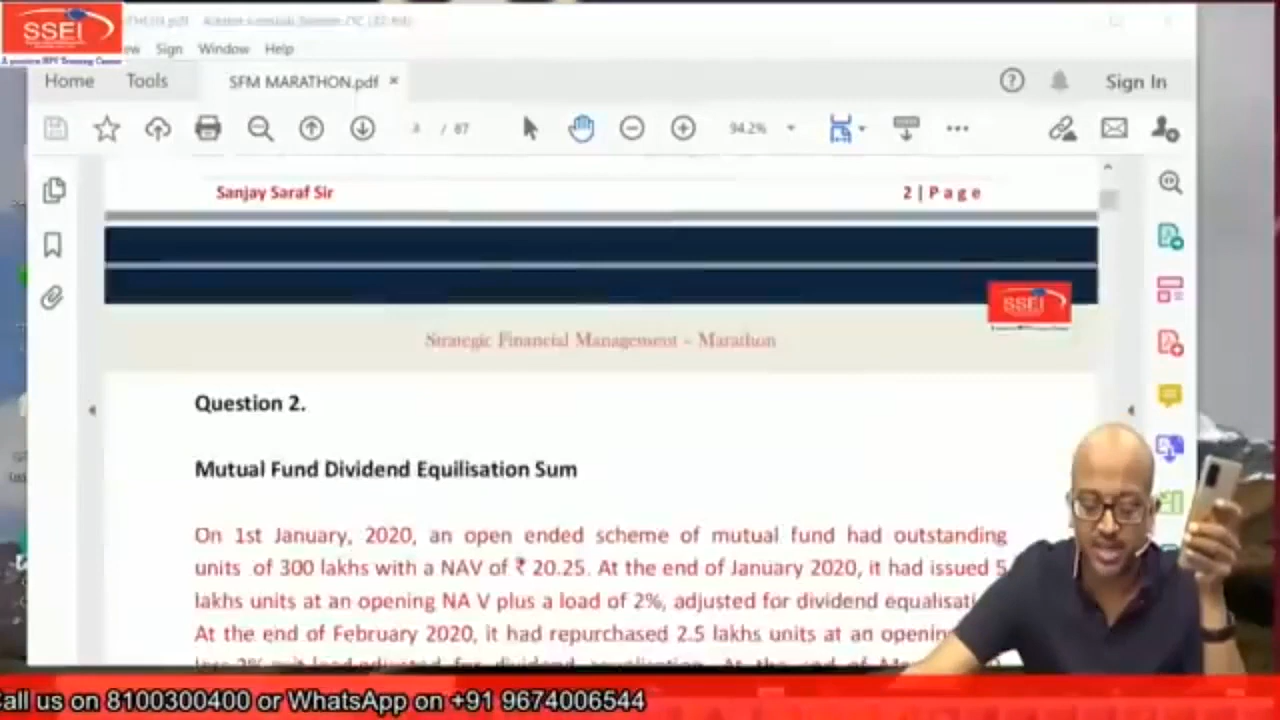 SSEI
Sign Window Help
Home Tools SFM MARATHON.pdf × Sign In
/ 87 94.2%
Sanjay Saraf Sir 2 | P a g e
SSEI
Strategic Financial Management – Marathon
Question 2.
Mutual Fund Dividend Equilisation Sum
On 1st January, 2020, an open ended scheme of mutual fund had outstanding
units of 300 lakhs with a NAV of ₹ 20.25. At the end of January 2020, it had issued 5
lakhs units at an opening NA V plus a load of 2%, adjusted for dividend
At the end of February 2020, it had repurchased 2.5 lakhs units at an
Call us on 8100300400 or WhatsApp on +91 9674006544